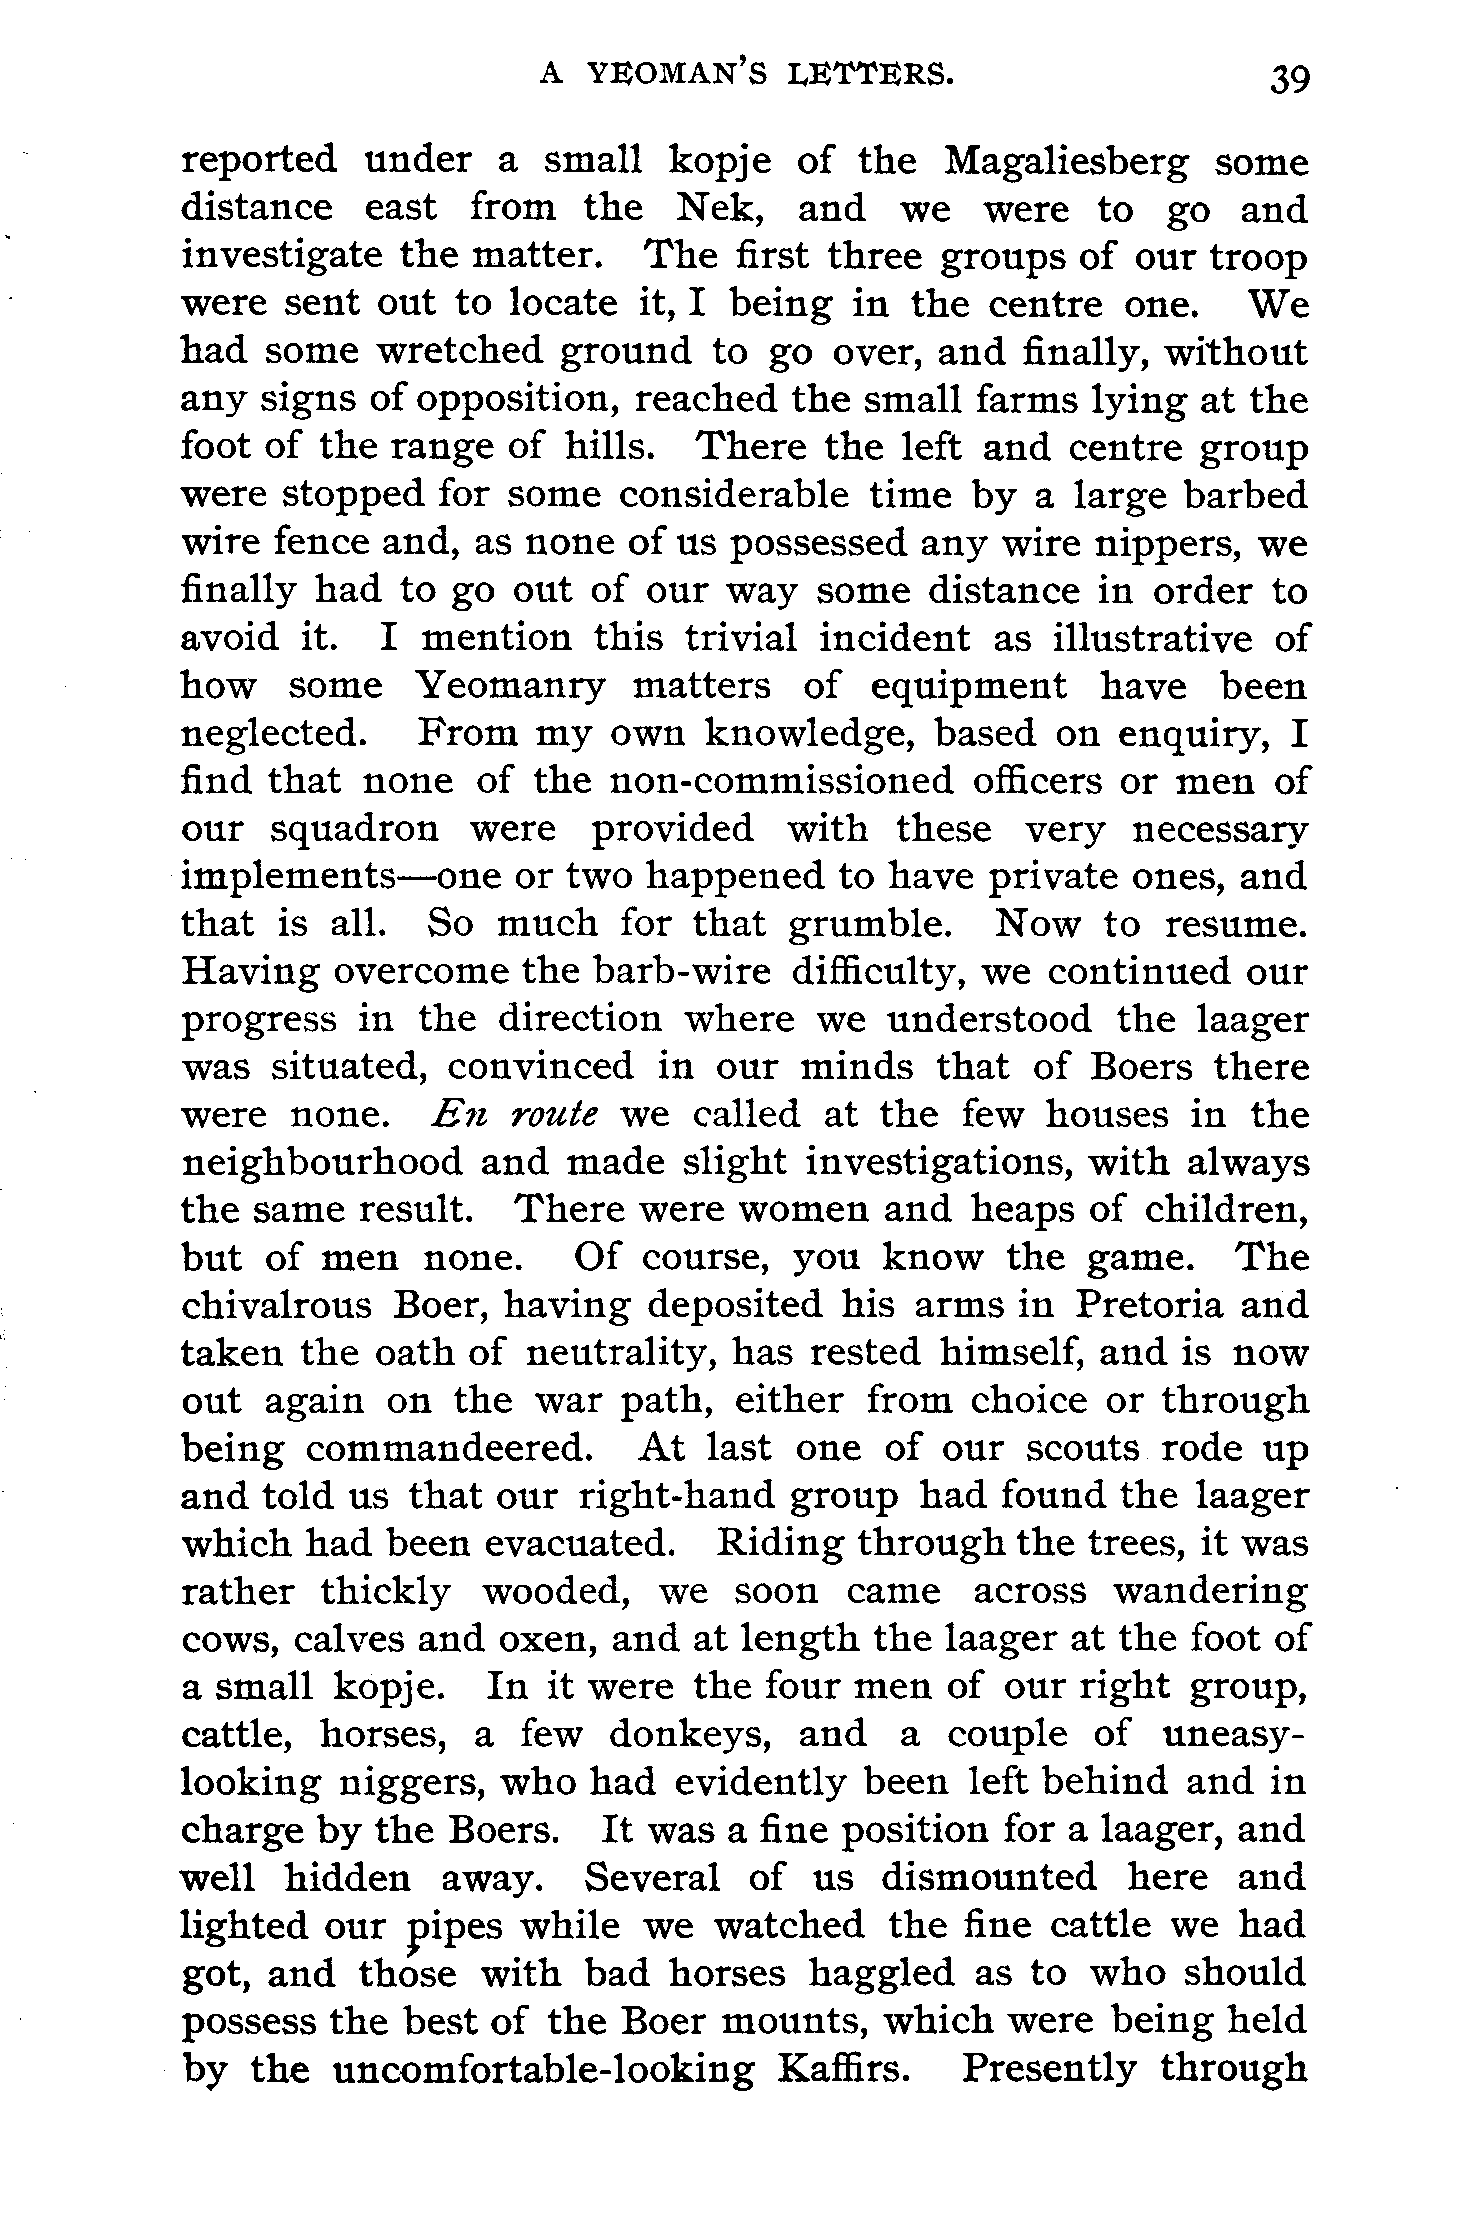 A YEOMAN'S LETTERS. 39
reported under a small kopje of the Magaliesberg some
distance east from the Nek, and we were to go and
investigate the matter. The first three groups of our troop
were sent out to locate it, I being in the centre one. We
had some wretched ground to go over, and finally, without
any signs of opposition, reached the small farms lying at the
foot of the range of hills. There the left and centre group
were stopped for some considerable time by a large barbed
wire fence and, as none of us possessed any wire nippers, we
finally had to go out of our way some distance in order to
avoid it. I mention this trivial incident as illustrative of
how some Yeomanry matters of equipment have been
neglected. From my own knowledge, based on enquiry, I
find that none of the non-commissioned officers or men of
our squadron were provided with these very necessary
implements—one or two happened to have private ones, and
that is all. So much for that grumble. Now to resume.
Having overcome the barb-wire difficulty, we continued our
progress in the direction where we understood the laager
was situated, convinced in our minds that of Boers there
were none. En route we called at the few houses in the
neighbourhood and made slight investigations, with always
the same result. There were women and heaps of children,
but of men none. Of course, you know the game. The
chivalrous Boer, having deposited his arms in Pretoria and
taken the oath of neutrality, has rested himself, and is now
out again on the war path, either from choice or through
being commandeered. At last one of our scouts rode up
and told us that our right-hand group had found the laager
which had been evacuated. Riding through the trees, it was
rather thickly wooded, we soon came across wandering
cows, calves and oxen, and at length the laager at the foot of
a small kopje. In it were the four men of our right group,
cattle, horses, a few donkeys, and a couple of uneasy-
looking niggers, who had evidently been left behind and in
charge by the Boers. It was a fine position for a laager, and
well hidden away. Several of us dismounted here and
lighted our pipes while we watched the fine cattle we had
got, and those with bad horses haggled as to who should
possess the best of the Boer mounts, which were being held
by the uncomfortable-looking Kaffirs. Presently through